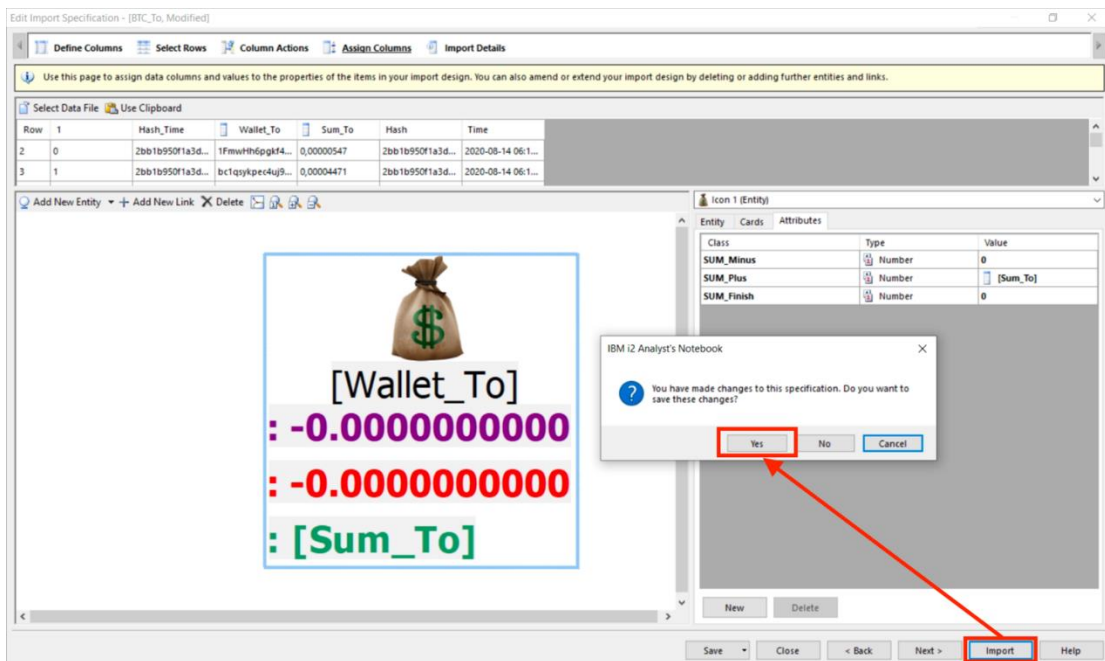 Edit Import Specification - [BTC_To, Modified]
Define Columns Select Rows Column Actions Assign Columns Import Details
Use this page to assign data columns and values to the properties of the items in your import design. You can also amend or extend your import design by deleting or adding further entities and links.
Select Data File Use Clipboard
Row 1 Hash_Time Wallet_To Sum_To Hash Time
2 0 2bb1b950f1a3d... 1FmwHh6pgkf4... 0,00000547 2bb1b950f1a3d... 2020-08-14 06:1...
3 1 2bb1b950f1a3d... bc1qsykpec4uj9... 0,00004471 2bb1b950f1a3d... 2020-08-14 06:1...
Add New Entity + Add New Link Delete
Icon 1 (Entity)
Entity Cards Attributes
Class Type Value
SUM_Minus Number 0
SUM_Plus Number [Sum_To]
SUM_Finish Number 0
$
[Wallet_To]
: -0.0000000000
: -0.0000000000
: [Sum_To]
IBM i2 Analyst's Notebook
You have made changes to this specification. Do you want to
save these changes?
Yes No Cancel
New Delete
Save Close < Back Next > Import Help